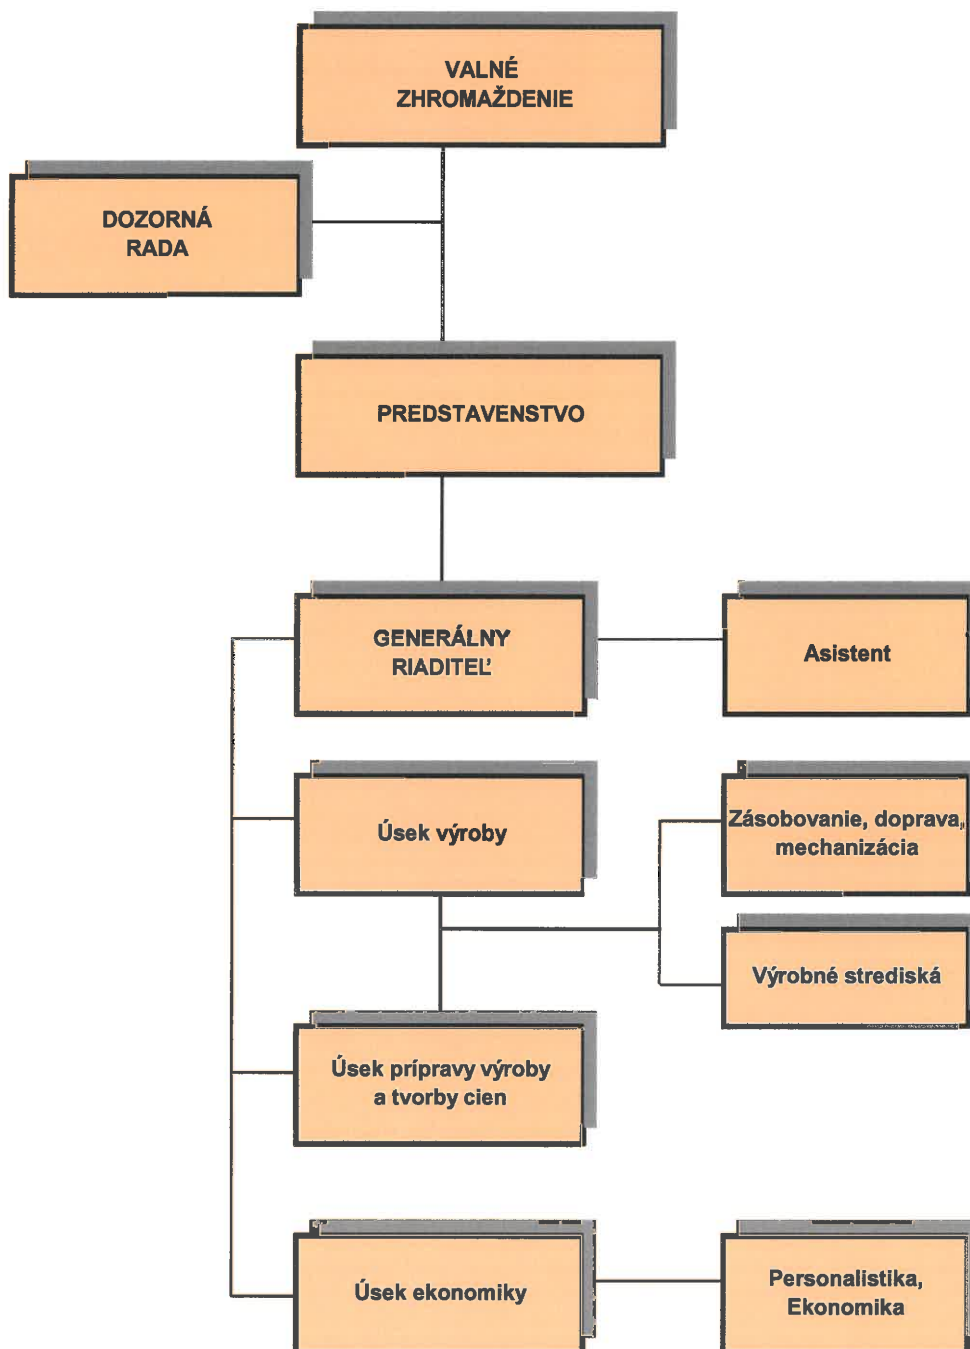 VALNÉ
ZHROMAŽDENIE
DOZORNÁ
RADA
PREDSTAVENSTVO
GENERÁLNY
RIADITEĽ
Asistent
Úsek výroby
Zásobovanie, doprava,
mechanizácia
Výrobné strediská
Úsek prípravy výroby
a tvorby cien
Úsek ekonomiky
Personalistika,
Ekonomika